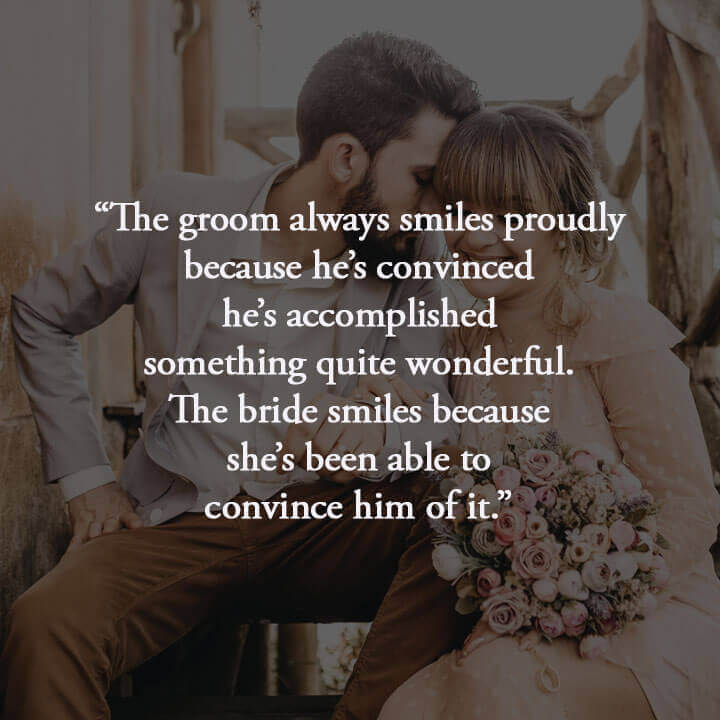 “The groom always smiles proudly
because he’s convinced
he’s accomplished
something quite wonderful.
The bride smiles because
she’s been able to
convince him of it.”